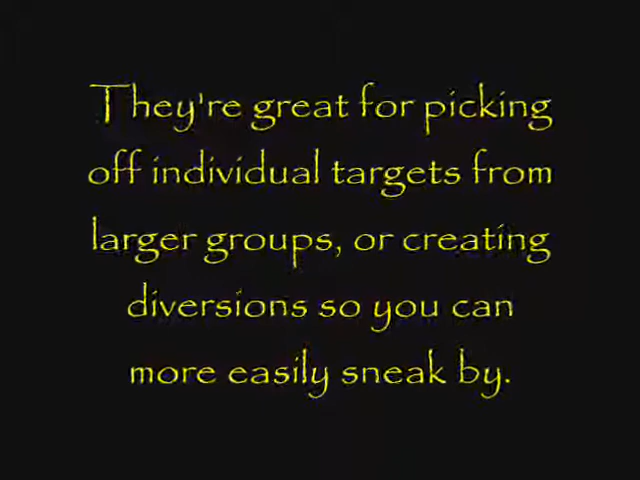 They're great for picking
off individual targets from
larger groups, or creating
diversions so you can
more easily sneak by.